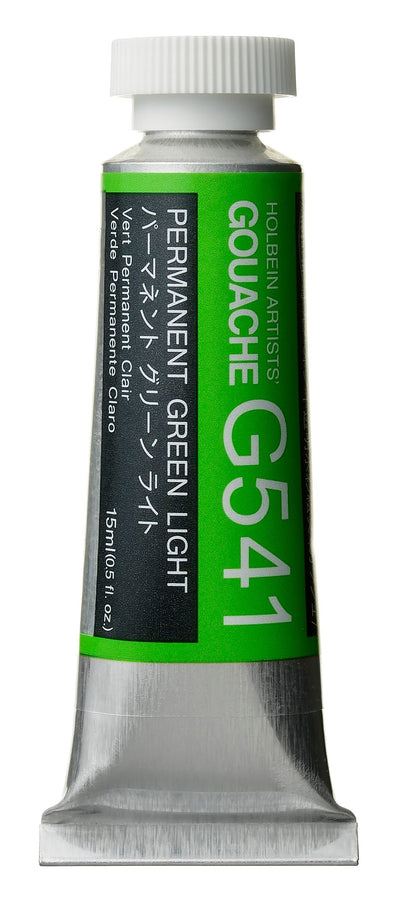 HOLBEIN ARTISTS'
GOUACHE
G541
PERMANENT GREEN LIGHT
パーマネント グリーン ライト
Vert Permanent Clair
Verde Permanente Claro
15ml(0.5 fl. oz.)